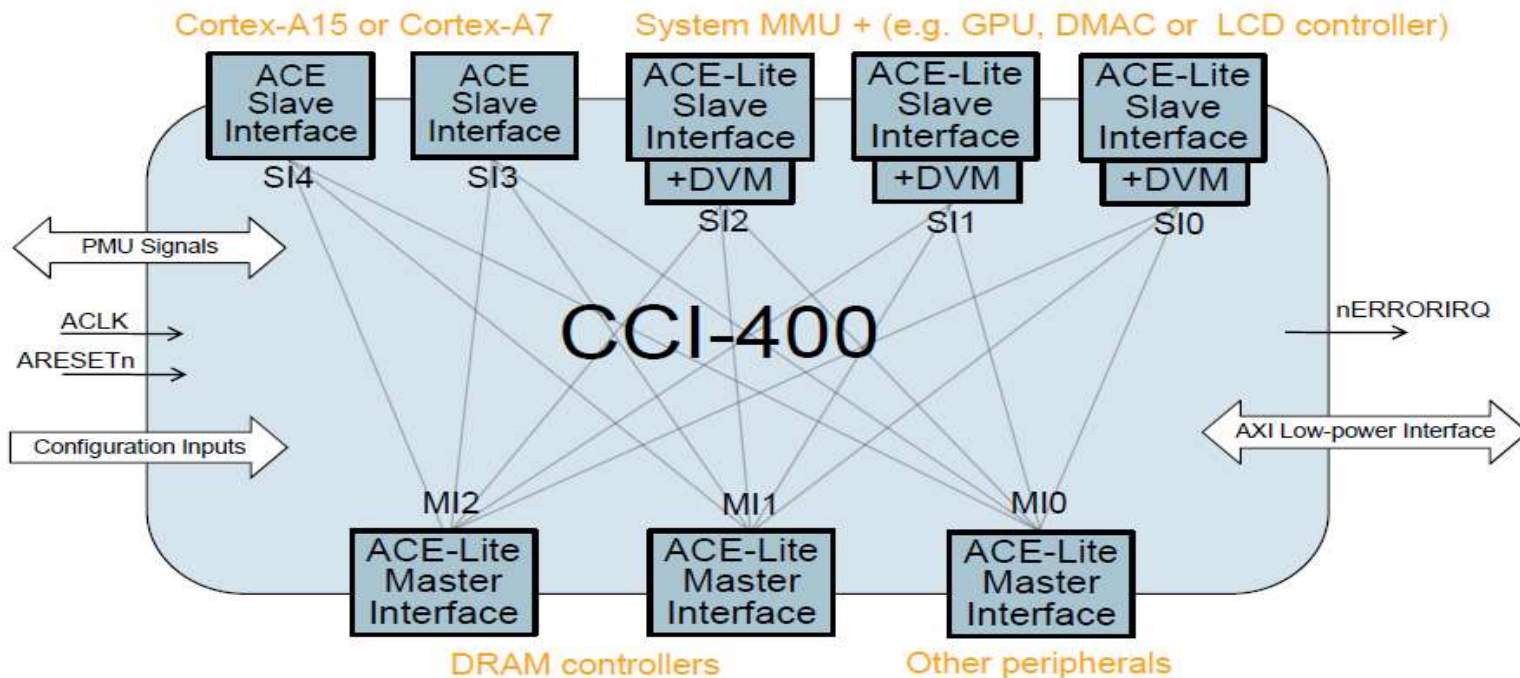 Cortex-A15 or Cortex-A7
System MMU + (e.g. GPU, DMAC or LCD controller)
ACE
Slave
Interface
SI4
ACE
Slave
Interface
SI3
ACE-Lite
Slave
Interface
+DVM
SI2
ACE-Lite
Slave
Interface
+DVM
SI1
ACE-Lite
Slave
Interface
+DVM
SI0
PMU Signals
ACLK
ARESETn
Configuration Inputs
CCI-400
nERRORIRQ
AXI Low-power Interface
MI2
ACE-Lite
Master
Interface
MI1
ACE-Lite
Master
Interface
MI0
ACE-Lite
Master
Interface
DRAM controllers
Other peripherals